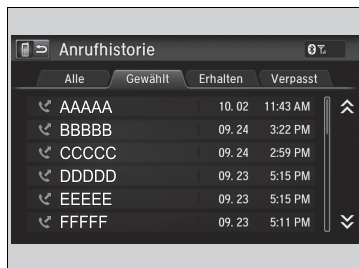 Anrufhistorie
Alle Gewählt Erhalten Verpasst
AAAAA 10. 02 11:43 AM
BBBBB 09. 24 3:22 PM
CCCCC 09. 24 2:59 PM
DDDDD 09. 23 5:15 PM
EEEEE 09. 23 5:15 PM
FFFFF 09. 23 5:11 PM